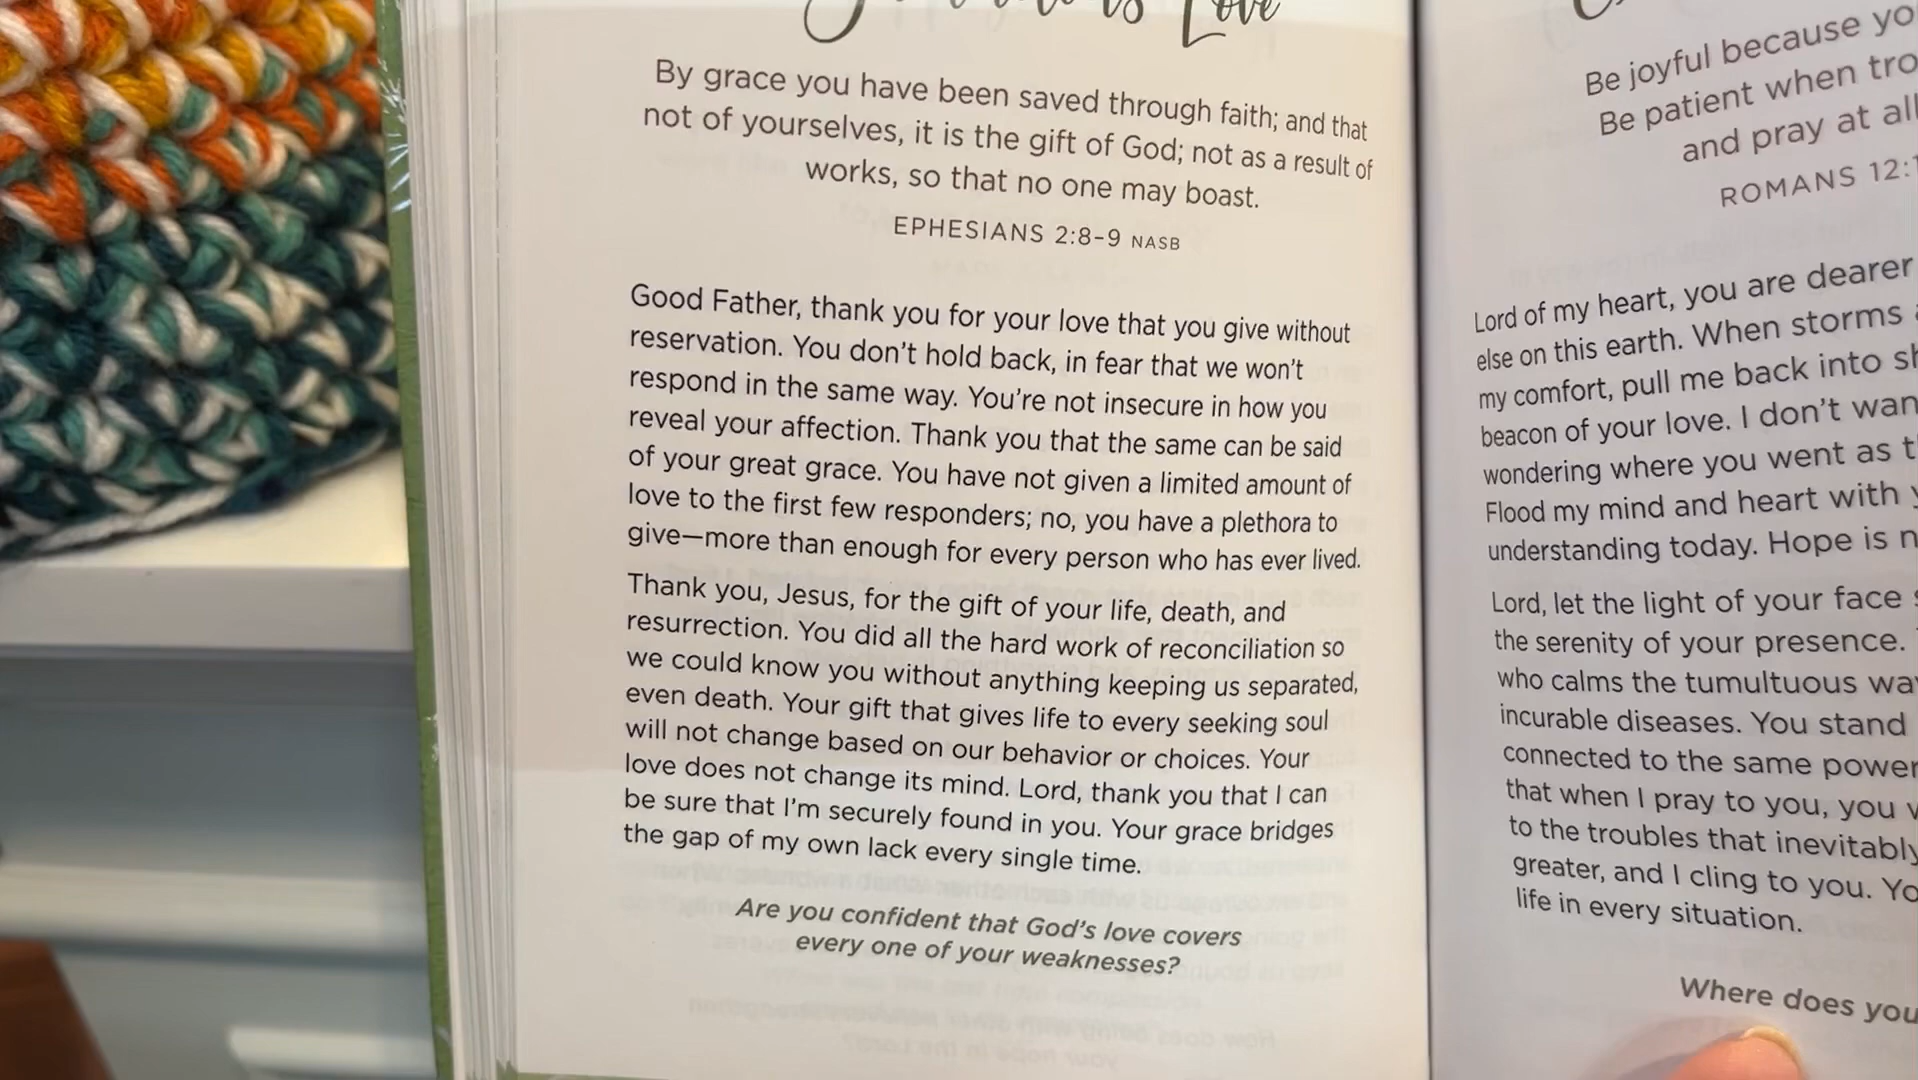 Love
By grace you have been saved through faith; and that
not of yourselves, it is the gift of God; not as a result of
works, so that no one may boast.
EPHESIANS 2:8–9 NASB
Good Father, thank you for your love that you give without
reservation. You don't hold back, in fear that we won't
respond in the same way. You're not insecure in how you
reveal your affection. Thank you that the same can be said
of your great grace. You have not given a limited amount of
love to the first few responders; no, you have a plethora to
give—more than enough for every person who has ever lived.
Thank you, Jesus, for the gift of your life, death, and
resurrection. You did all the hard work of reconciliation so
we could know you without anything keeping us separated,
even death. Your gift that gives life to every seeking soul
will not change based on our behavior or choices. Your
love does not change its mind. Lord, thank you that I can
be sure that I'm securely found in you. Your grace bridges
the gap of my own lack every single time.
Are you confident that God's love covers
every one of your weaknesses?
Be joyful because
Be patient when
and pray at all
ROMANS
Lord of my heart, you are dearer
else on this earth. When storms
my comfort, pull me back into
beacon of your love. I don't
wondering where you went as
Flood my mind and heart with
understanding today. Hope is
Lord, let the light of your face
the serenity of your presence.
who calms the tumultuous
incurable diseases. You stand
connected to the same power
that when I pray to you, you
to the troubles that inevitably
greater, and I cling to you.
life in every situation.
Where does